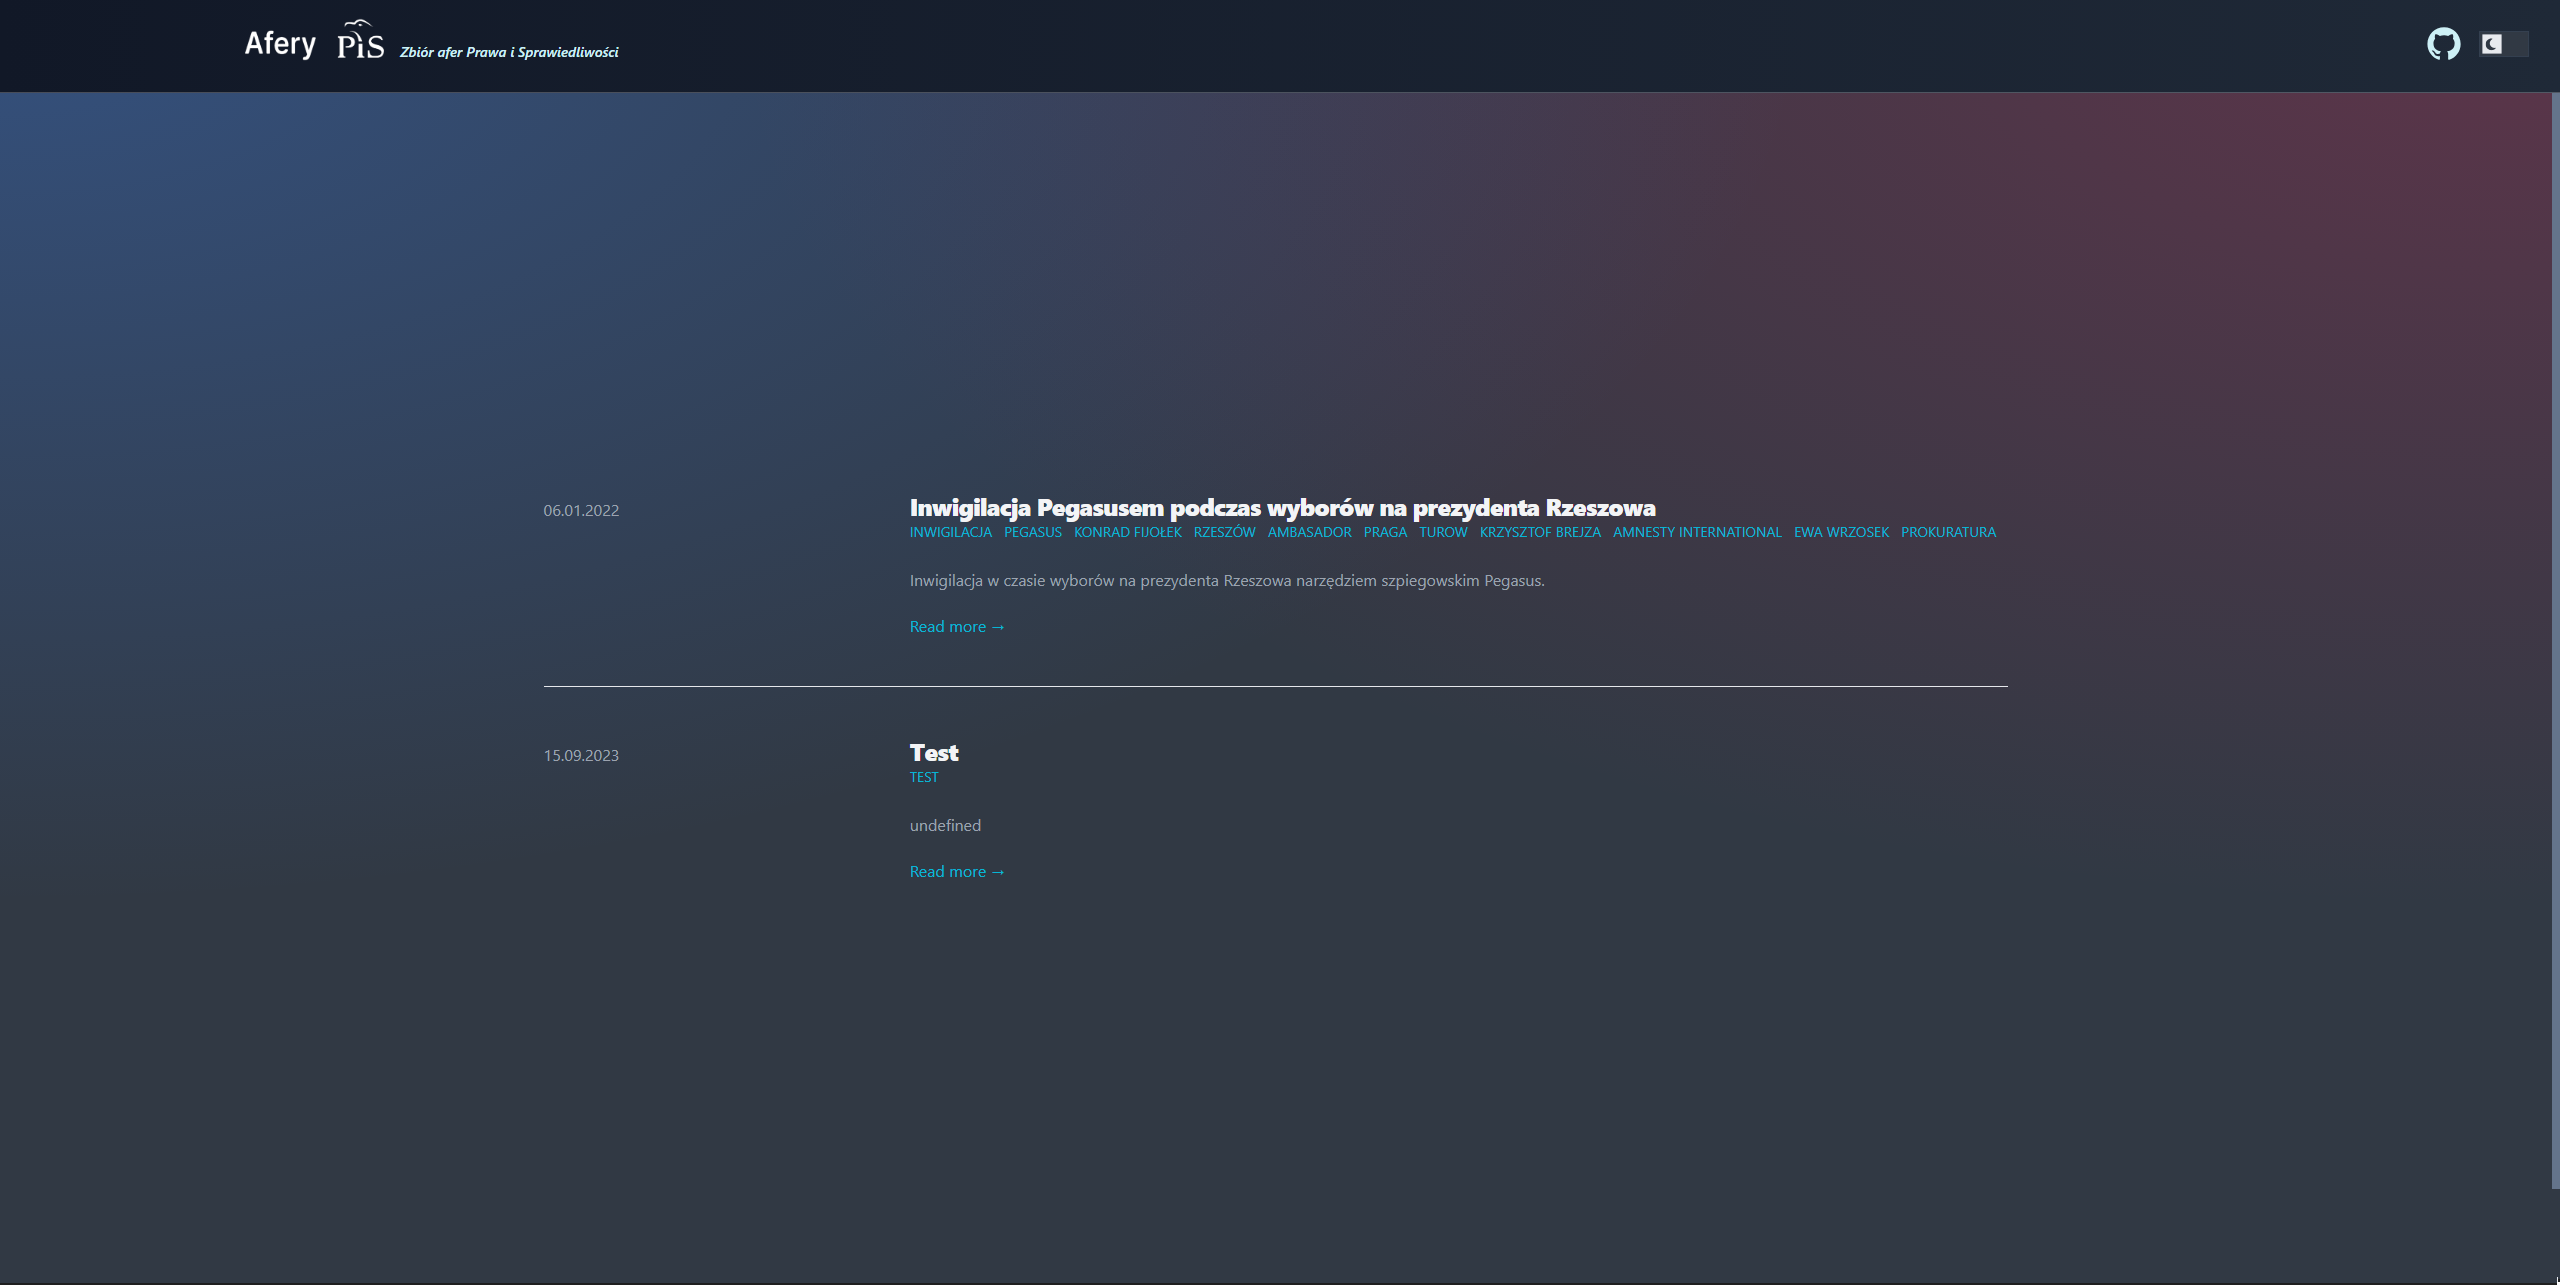 Afery PiS Zbiór afer Prawa i Sprawiedliwości
06.01.2022
Inwigilacja Pegasusem podczas wyborów na prezydenta Rzeszowa
INWIGILACJA PEGASUS KONRAD FIJOŁEK RZESZÓW AMBASADOR PRAGA TUROW KRZYSZTOF BREJZA AMNESTY INTERNATIONAL EWA WRZOSEK PROKURATURA
Inwigilacja w czasie wyborów na prezydenta Rzeszowa narzędziem szpiegowskim Pegasus.
Read more →
15.09.2023
Test
TEST
undefined
Read more →